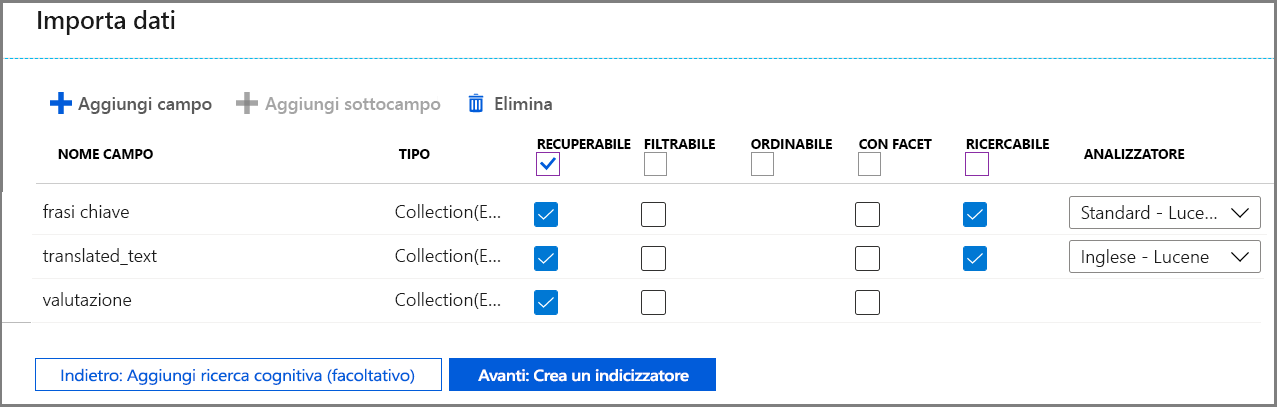 Importa dati
Aggiungi campo Aggiungi sottocampo Elimina
NOME CAMPO TIPO RECUPERABILE FILTRABILE ORDINABILE CON FACET RICERCABILE ANALIZZATORE
frasi chiave Collection(E... Standard - Luce...
translated_text Collection(E... Inglese - Lucene
valutazione Collection(E...
Indietro: Aggiungi ricerca cognitiva (facoltativo) Avanti: Crea un indicizzatore